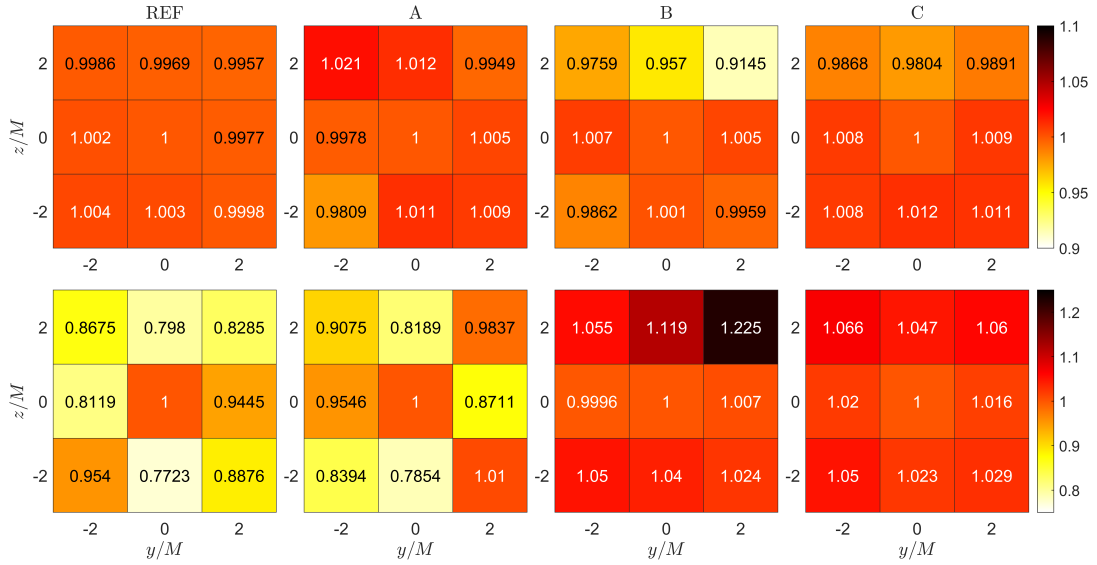 REF A B C
2 0.9986 0.9969 0.9957 2 1.021 1.012 0.9949 2 0.9759 0.957 0.9145 2 0.9868 0.9804 0.9891 1.1
1.05
z/M 0 1.002 1 0.9977 0 0.9978 1 1.005 0 1.007 1 1.005 0 1.008 1 1.009 1
0.95
-2 1.004 1.003 0.9998 -2 0.9809 1.011 1.009 -2 0.9862 1.001 0.9959 -2 1.008 1.012 1.011
0.9
-2 0 2 -2 0 2 -2 0 2 -2 0 2
2 0.8675 0.798 0.8285 2 0.9075 0.8189 0.9837 2 1.055 1.119 1.225 2 1.066 1.047 1.06 1.2
1.1
z/M 0 0.8119 1 0.9445 0 0.9546 1 0.8711 0 0.9996 1 1.007 0 1.02 1 1.016 1
0.9
-2 0.954 0.7723 0.8876 -2 0.8394 0.7854 1.01 -2 1.05 1.04 1.024 -2 1.05 1.023 1.029 0.8
-2 0 2 -2 0 2 -2 0 2 -2 0 2
y/M y/M y/M y/M